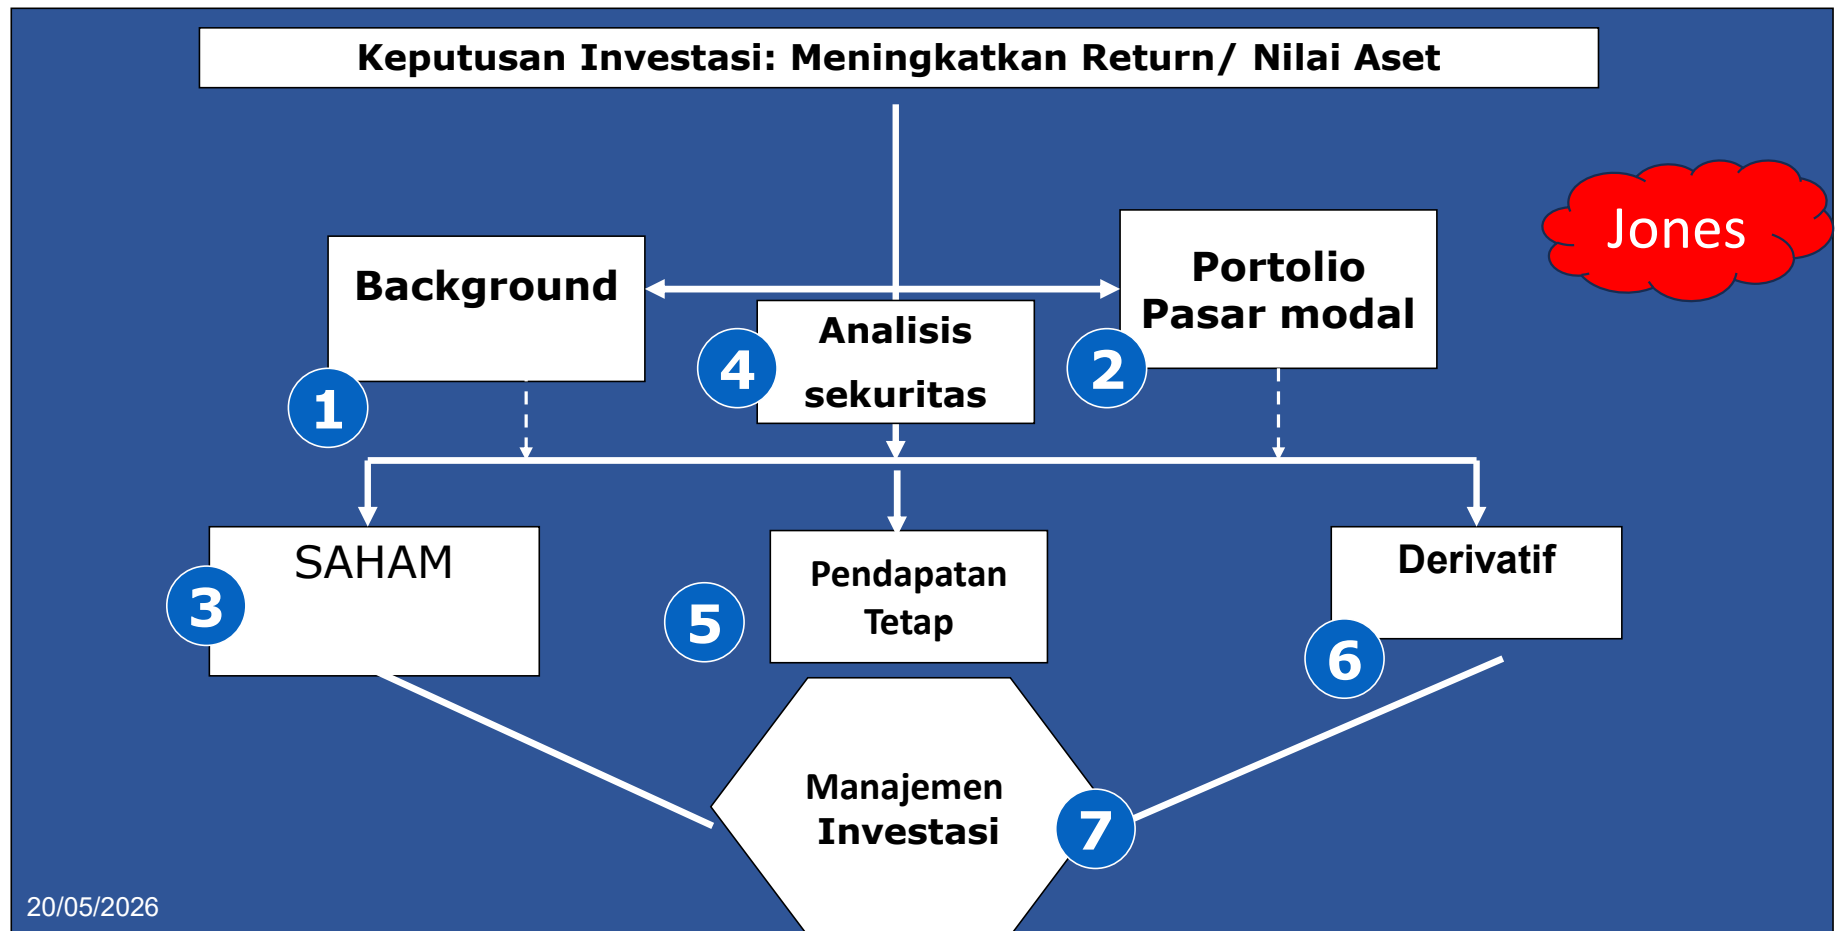 Keputusan Investasi: Meningkatkan Return/ Nilai Aset
Jones
Background
1
Analisis
sekuritas
4
Portolio
Pasar modal
2
SAHAM
3
Pendapatan
Tetap
5
Derivatif
6
Manajemen
Investasi
7
20/05/2026